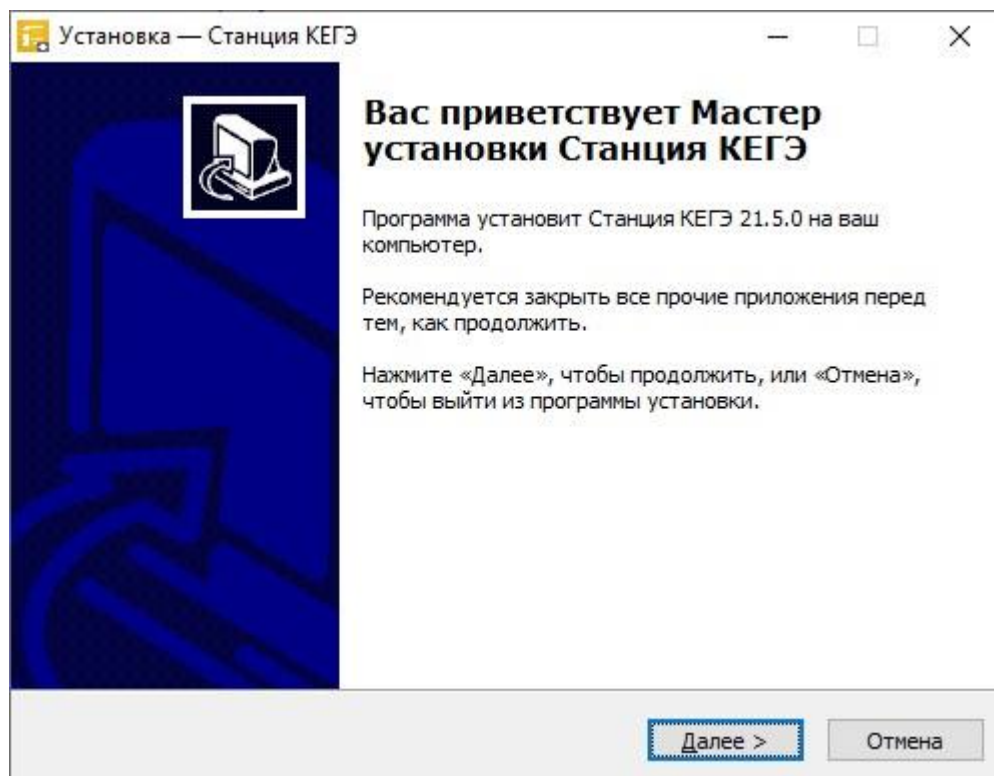 Установка — Станция КЕГЭ
Вас приветствует Мастер
установки Станция КЕГЭ
Программа установит Станция КЕГЭ 21.5.0 на ваш
компьютер.
Рекомендуется закрыть все прочие приложения перед
тем, как продолжить.
Нажмите «Далее», чтобы продолжить, или «Отмена»,
чтобы выйти из программы установки.
Далее >
Отмена